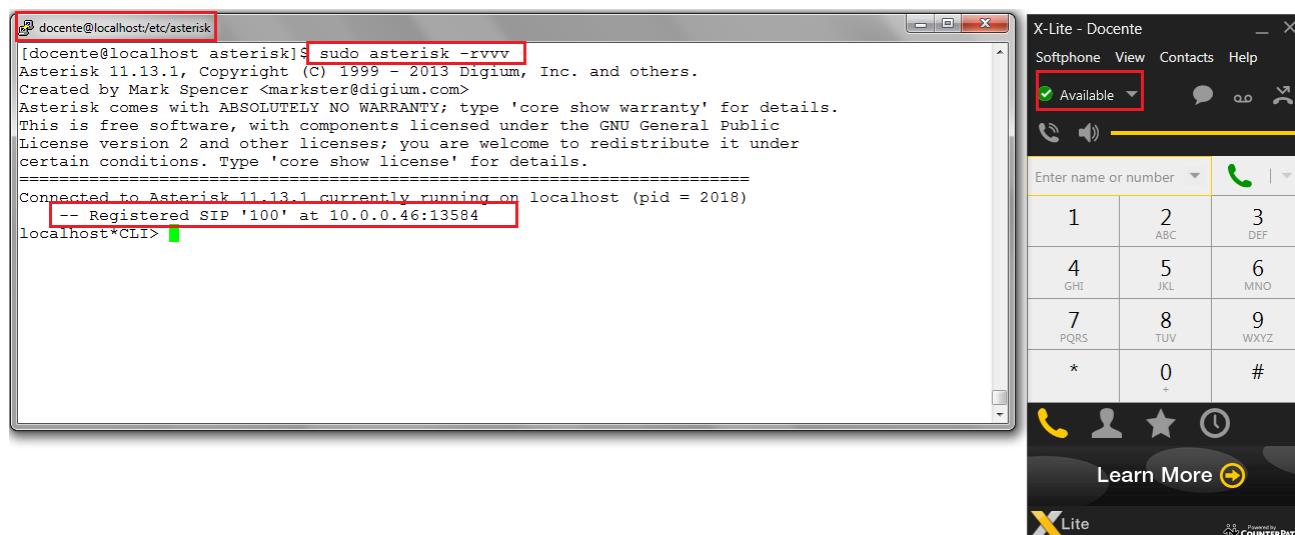 docente@localhost:/etc/asterisk
[docente@localhost asterisk]$ sudo asterisk -rvvv
Asterisk 11.13.1, Copyright (C) 1999 - 2013 Digium, Inc. and others.
Created by Mark Spencer <markster@digium.com>
Asterisk comes with ABSOLUTELY NO WARRANTY; type 'core show warranty' for details.
This is free software, with components licensed under the GNU General Public
License version 2 and other licenses; you are welcome to redistribute it under
certain conditions. Type 'core show license' for details.
=========================================================================
Connected to Asterisk 11.13.1 currently running on localhost (pid = 2018)
-- Registered SIP '100' at 10.0.0.46:13584
localhost*CLI>
X-Lite - Docente
Softphone View Contacts Help
Available
Enter name or number
1 2 3
ABC DEF
4 5 6
GHI JKL MNO
7 8 9
PQRS TUV WXYZ
* 0 #
+
Learn More
X Lite
Powered by
COUNTERPAT